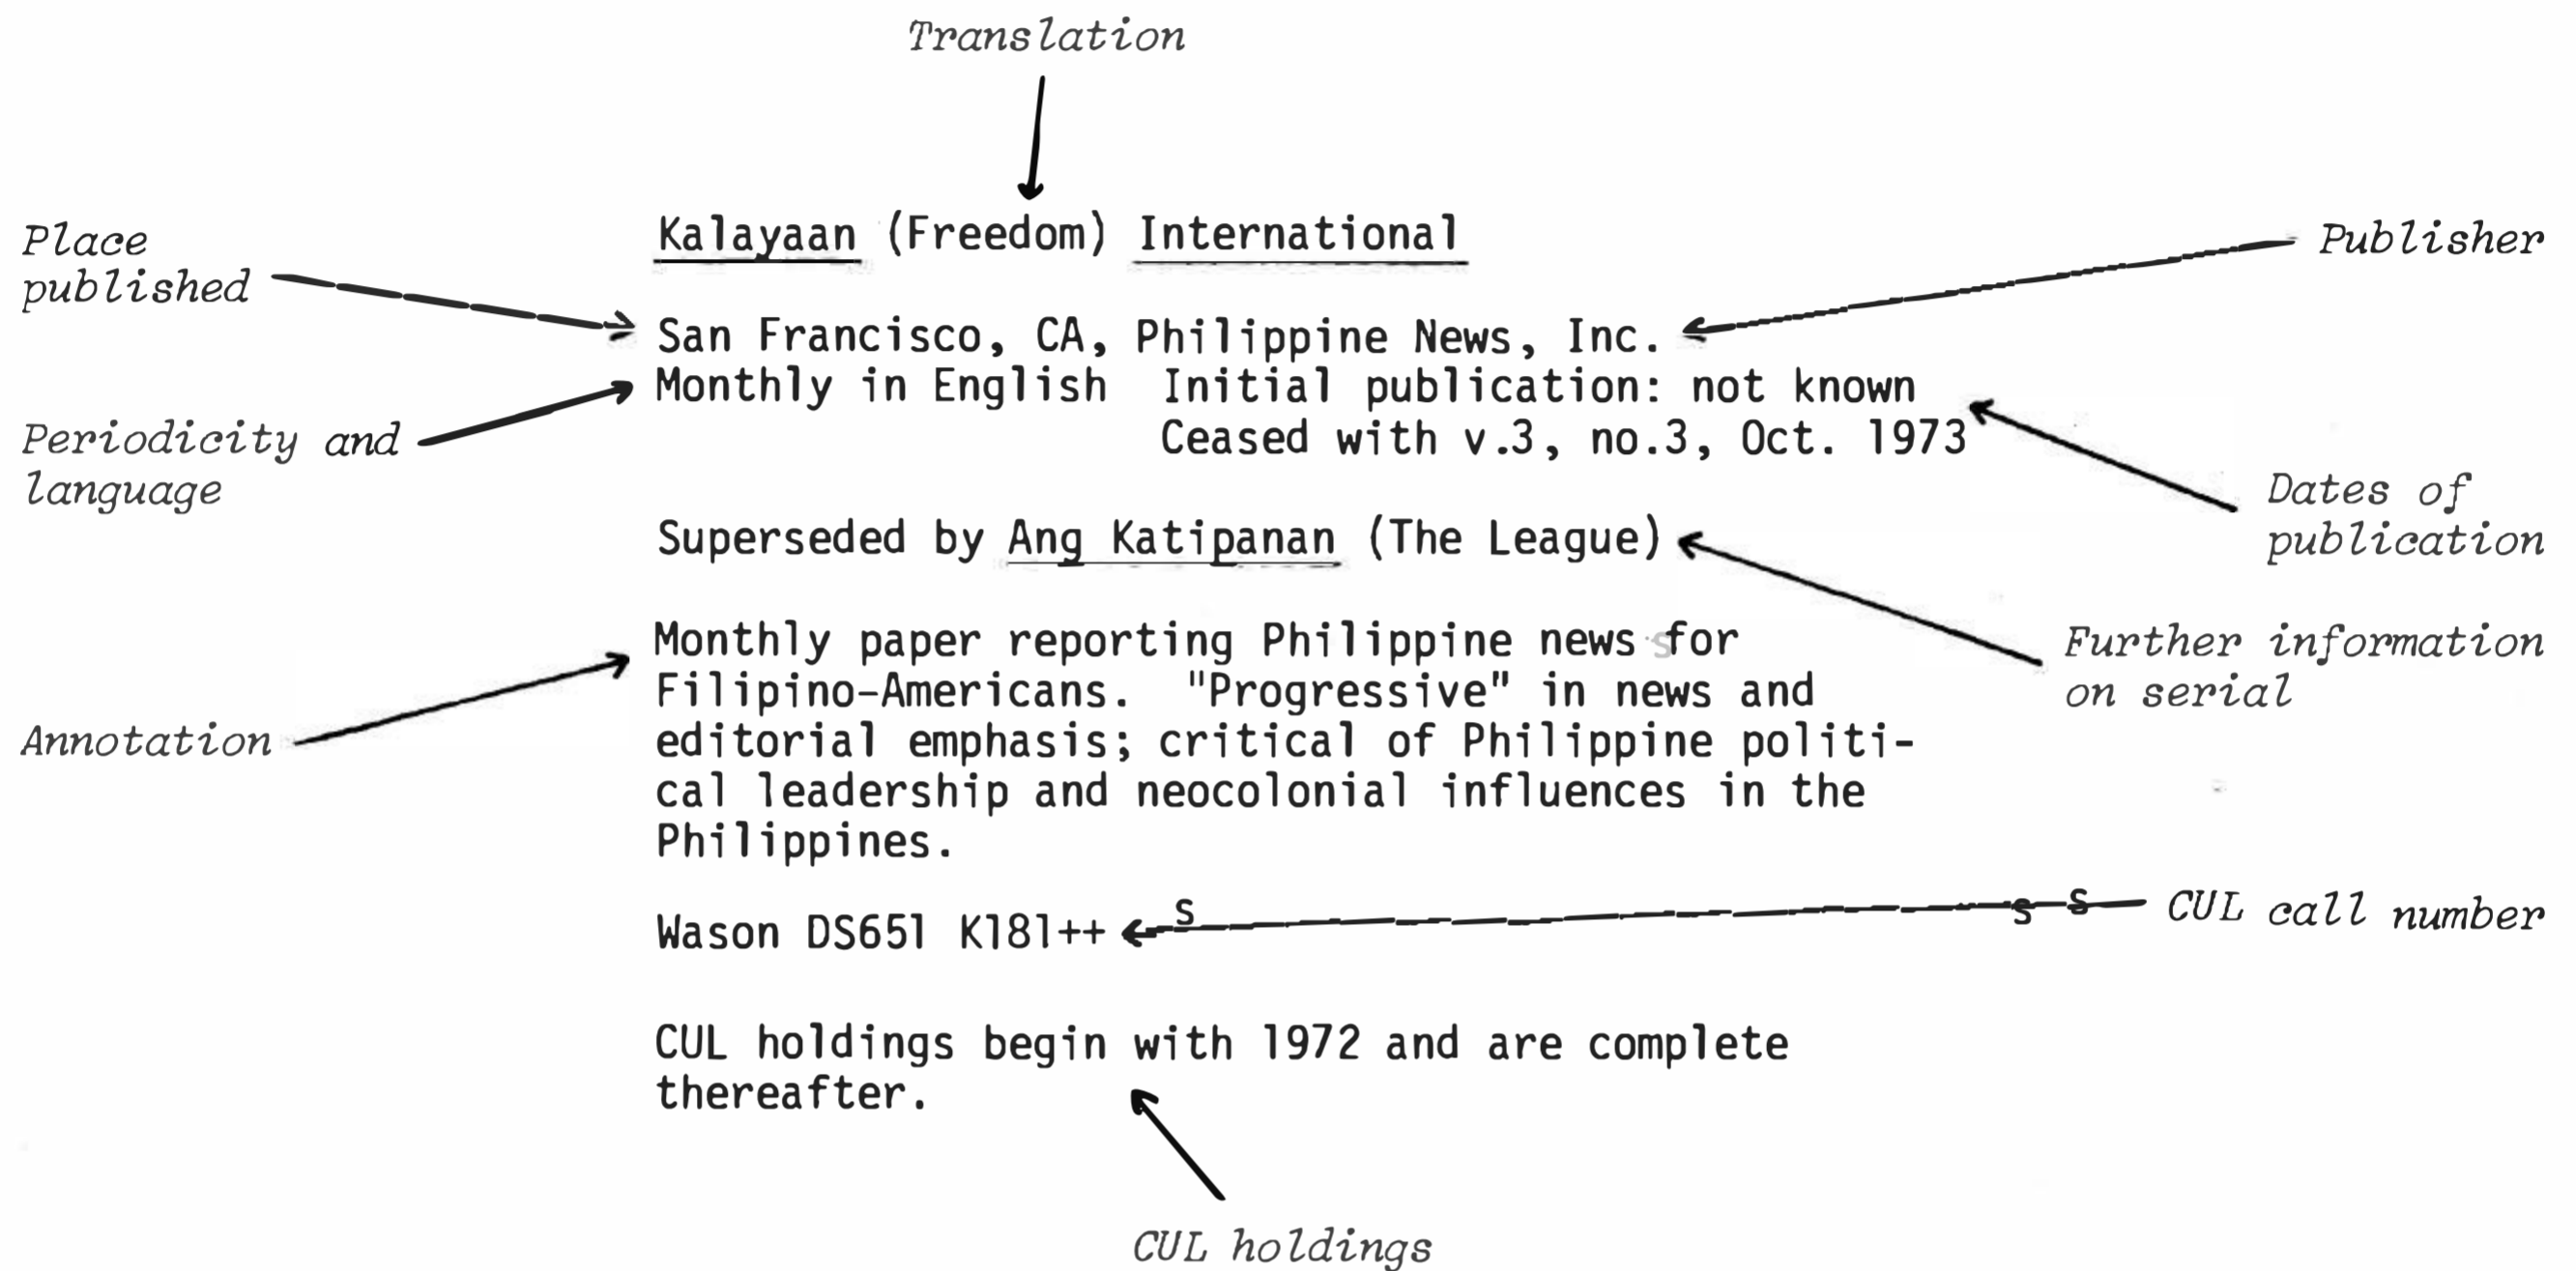 Translation
Place
published
Kalayaan (Freedom) International
Publisher
San Francisco, CA, Philippine News, Inc.
Monthly in English Initial publication: not known
Ceased with v.3, no.3, Oct. 1973
Periodicity and
language
Dates of
publication
Superseded by Ang Katipanan (The League)
Further information
on serial
Annotation
Monthly paper reporting Philippine news for
Filipino-Americans. "Progressive" in news and
editorial emphasis; critical of Philippine politi-
cal leadership and neocolonial influences in the
Philippines.
Wason DS651 K181++
CUL call number
CUL holdings begin with 1972 and are complete
thereafter.
CUL holdings